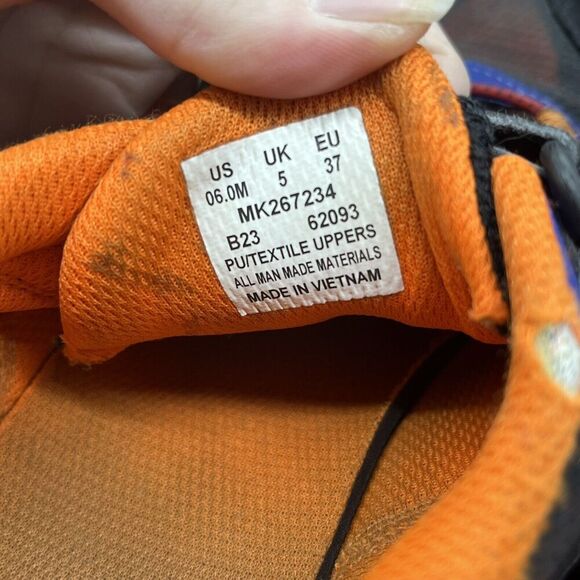 US UK EU
06.0M 5 37
MK267234
B23 62093
PU/TEXTILE UPPERS
ALL MAN MADE MATERIALS
MADE IN VIETNAM